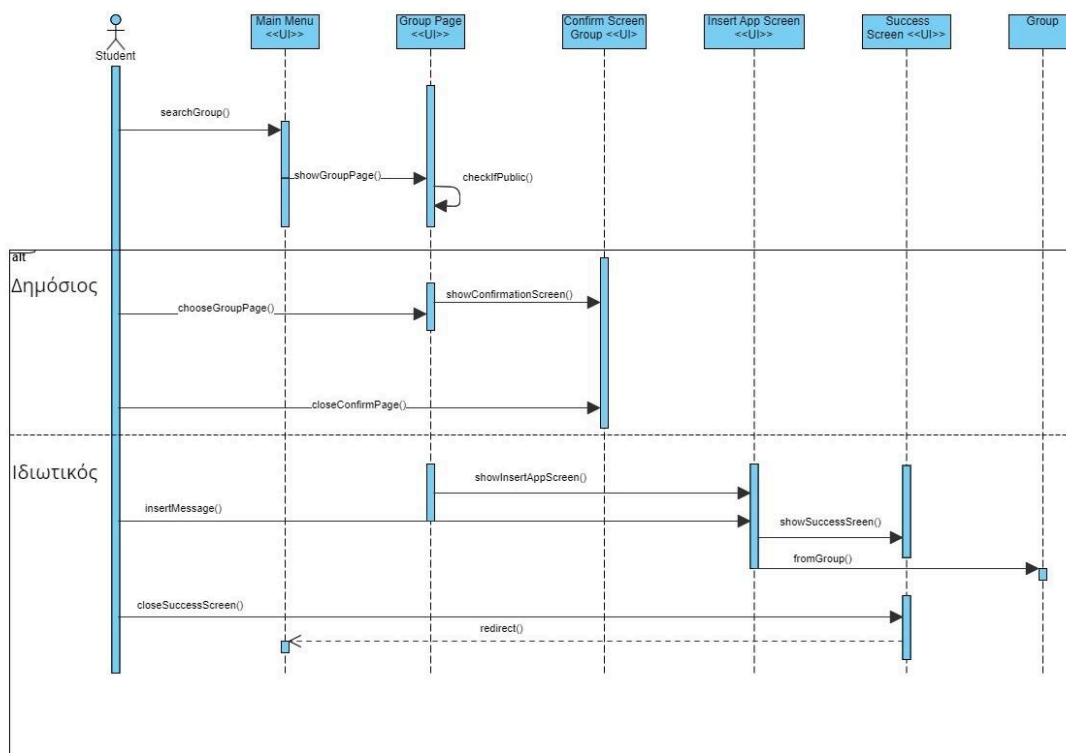 Student
Main Menu
<<UI>>
Group Page
<<UI>>
Confirm Screen
Group <<UI>
Insert App Screen
<<UI>>
Success
Screen <<UI>>
Group
searchGroup()
showGroupPage()
checkIfPublic()
alt
Δημόσιος
showConfirmationScreen()
chooseGroupPage()
closeConfirmPage()
Ιδιωτικός
showInsertAppScreen()
insertMessage()
showSuccessSreen()
fromGroup()
closeSuccessScreen()
redirect()